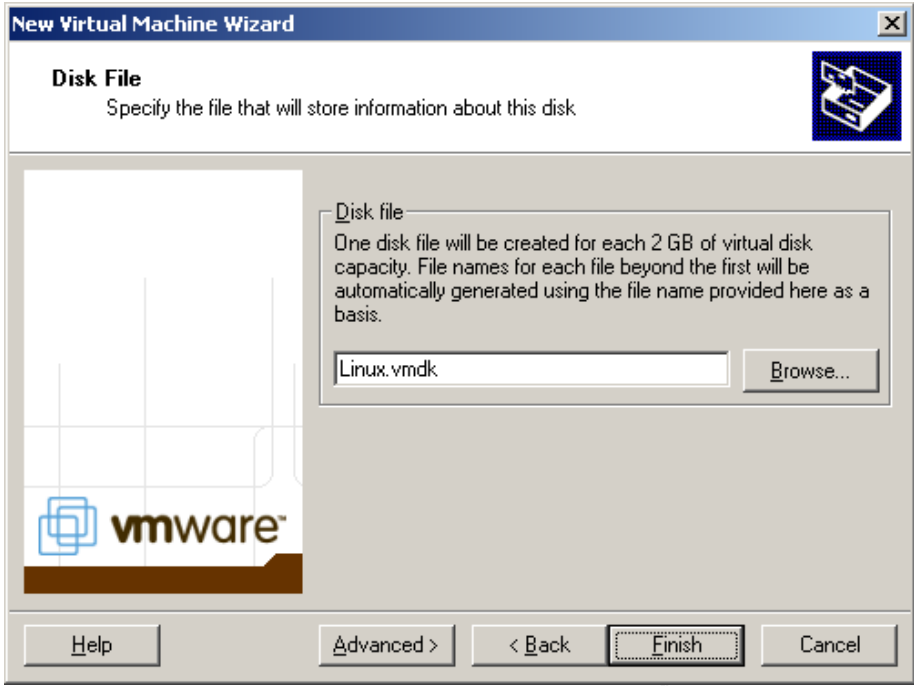 New Virtual Machine Wizard
Disk File
Specify the file that will store information about this disk
Disk file
One disk file will be created for each 2 GB of virtual disk
capacity. File names for each file beyond the first will be
automatically generated using the file name provided here as a
basis.
Linux.vmdk
Browse...
vmware™
Help
Advanced >
< Back
Finish
Cancel